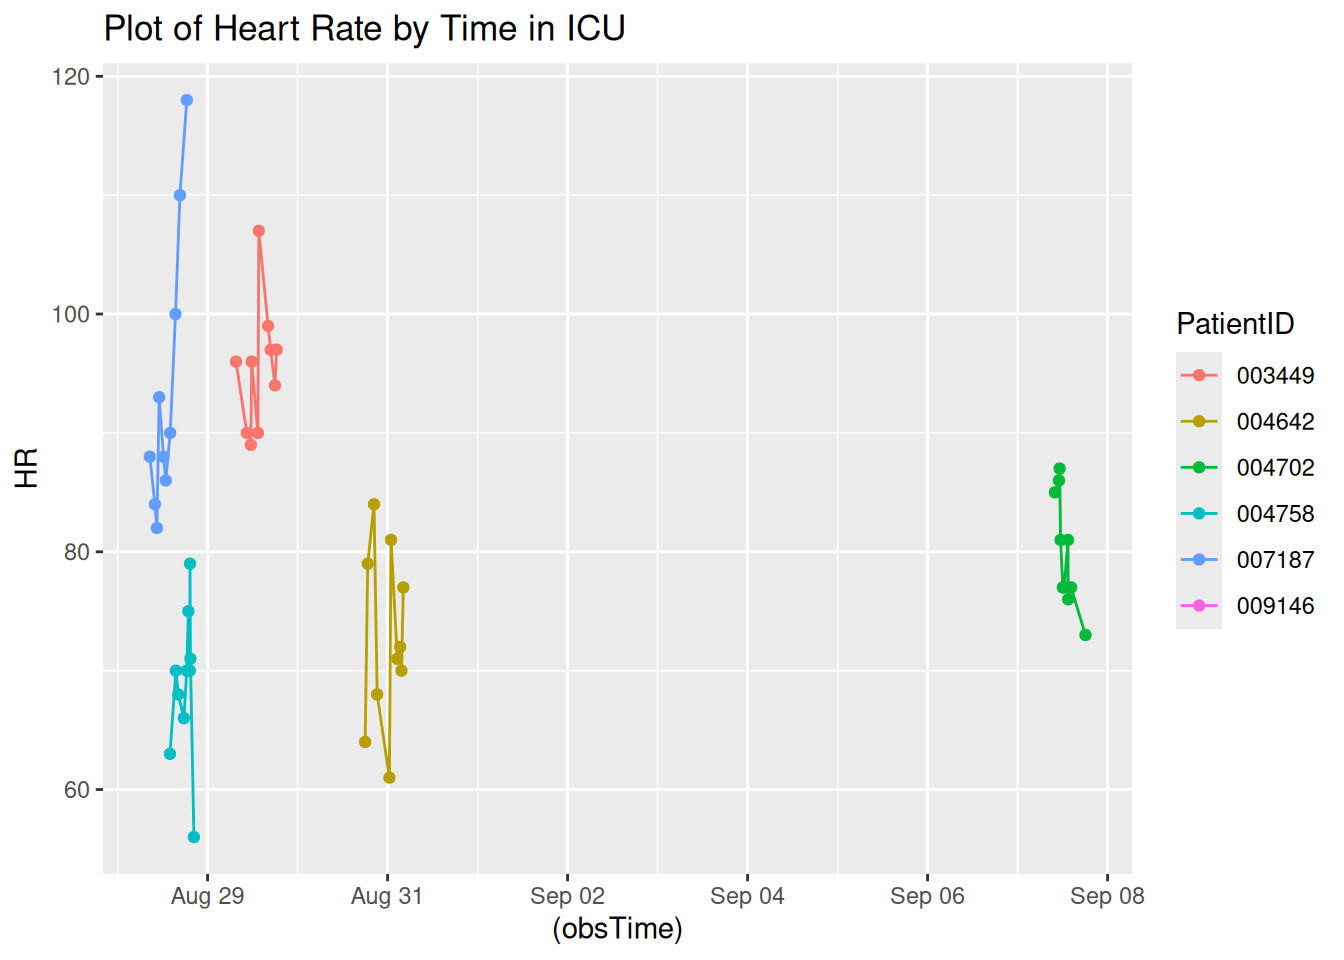 Plot of Heart Rate by Time in ICU
120
100
80
60
HR
Aug 29
Aug 31
Sep 02
Sep 04
Sep 06
Sep 08
(obsTime)
PatientID
003449
004642
004702
004758
007187
009146